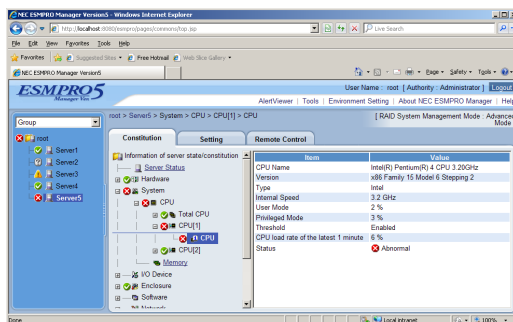 NEC ESMPRO Manager Version5 - Windows Internet Explorer
http://localhost:8080/esmpro/pages/commons/top.jsp
Live Search
File Edit View Favorites Tools Help
Favorites Suggested Sites Free Hotmail Web Slice Gallery
NEC ESMPRO Manager Version5
Page Safety Tools
ESMPRO5
Manager Ver.
User Name : root [ Authority : Administrator ] Logout
AlertViewer | Tools | Environment Setting | About NEC ESMPRO Manager | Help
Group
root > Server5 > System > CPU > CPU[1] > CPU
[ RAID System Management Mode : Advanced Mode
root
Server1
Server2
Server3
Server4
Server5
Constitution Setting Remote Control
Information of server state/constitution
Server Status
Hardware
System
CPU
Total CPU
CPU[1]
CPU
CPU[2]
Memory
I/O Device
Enclosure
Software
Network
Item Value
CPU Name Intel(R) Pentium(R) 4 CPU 3.20GHz
Version x86 Family 15 Model 6 Stepping 2
Type Intel
Internal Speed 3.2 GHz
User Mode 2 %
Privileged Mode 3 %
Threshold Enabled
CPU load rate of the latest 1 minute 6 %
Status Abnormal
Done
Local intranet
100%